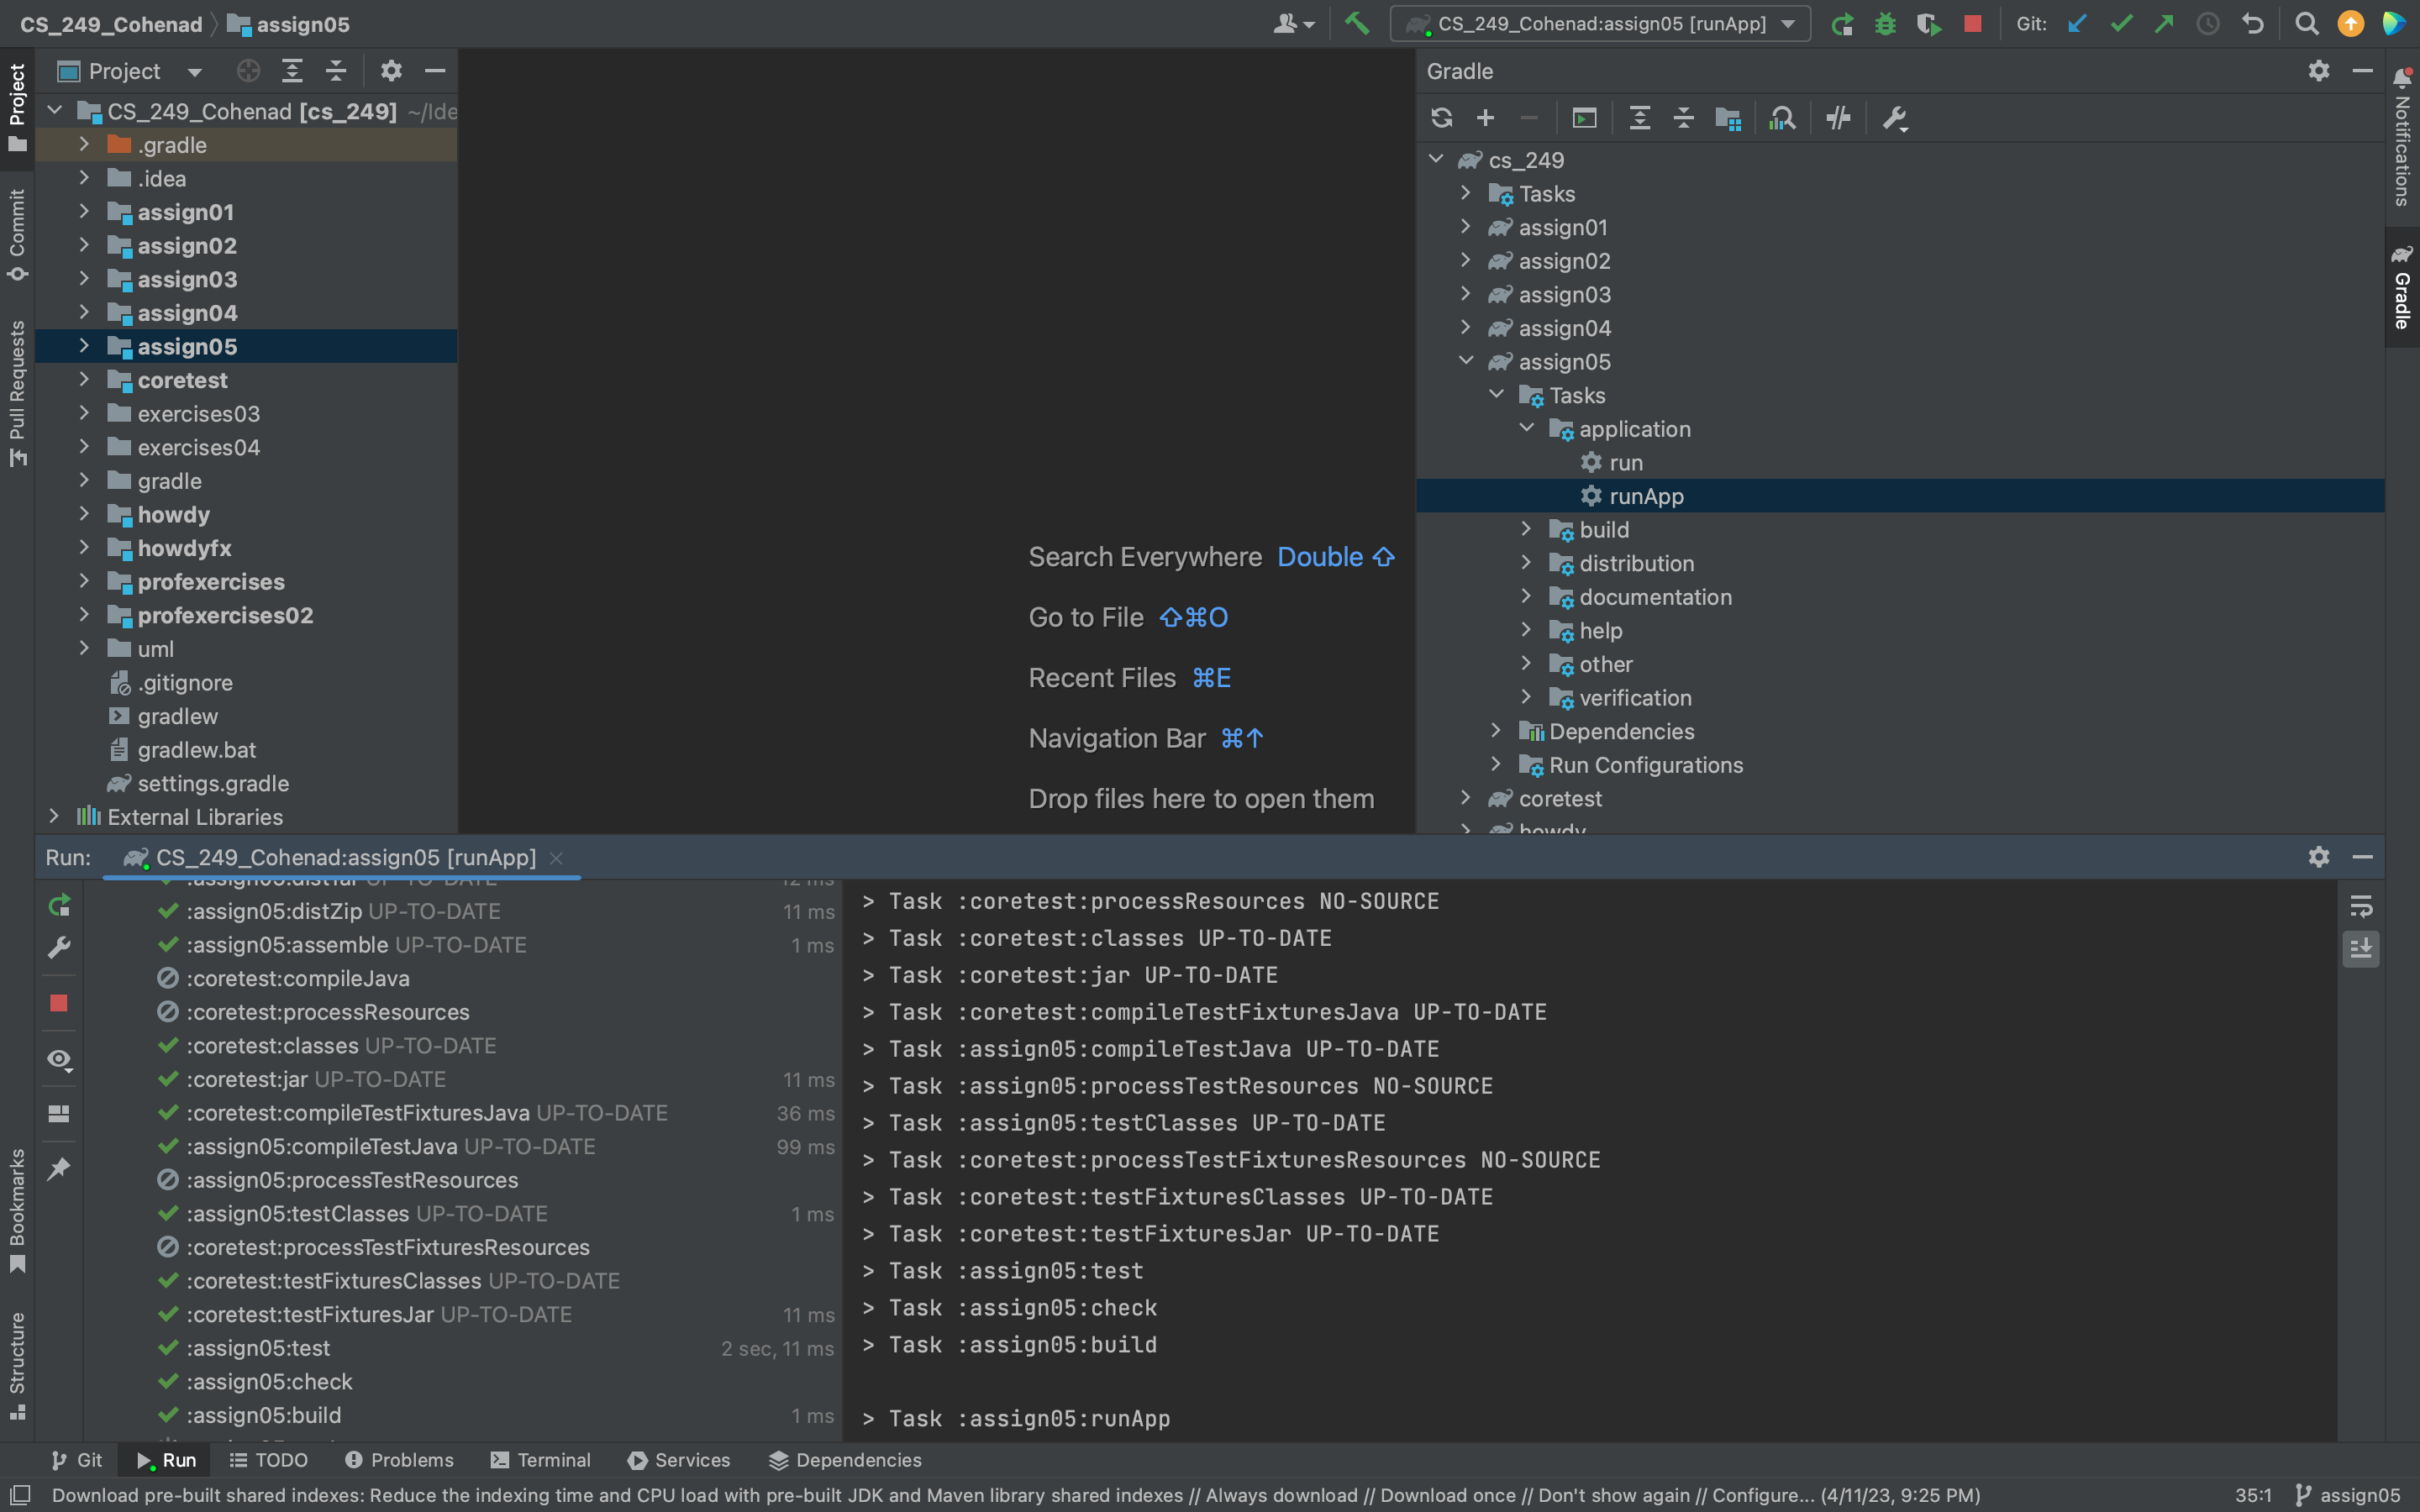 CS_249_Cohenad
assign05
CS_249_Cohenad:assign05 [runApp]
Git:
Project
CS_249_Cohenad [cs_249] ~/Ide
.gradle
.idea
assign01
assign02
assign03
assign04
assign05
coretest
exercises03
exercises04
gradle
howdy
howdyfx
profexercises
profexercises02
uml
.gitignore
gradlew
gradlew.bat
settings.gradle
External Libraries
Project
Commit
Pull Requests
Bookmarks
Structure
Search Everywhere Double ⇧
Go to File ⇧⌘O
Recent Files ⌘E
Navigation Bar ⌘↑
Drop files here to open them
Gradle
cs_249
Tasks
assign01
assign02
assign03
assign04
assign05
Tasks
application
run
runApp
build
distribution
documentation
help
other
verification
Dependencies
Run Configurations
coretest
howdy
Notifications
Gradle
Run: CS_249_Cohenad:assign05 [runApp]
:assign05:distTar UP-TO-DATE 12 ms
:assign05:distZip UP-TO-DATE 11 ms
:assign05:assemble UP-TO-DATE 1 ms
:coretest:compileJava
:coretest:processResources
:coretest:classes UP-TO-DATE
:coretest:jar UP-TO-DATE 11 ms
:coretest:compileTestFixturesJava UP-TO-DATE 36 ms
:assign05:compileTestJava UP-TO-DATE 99 ms
:assign05:processTestResources
:assign05:testClasses UP-TO-DATE 1 ms
:coretest:processTestFixturesResources
:coretest:testFixturesClasses UP-TO-DATE
:coretest:testFixturesJar UP-TO-DATE 11 ms
:assign05:test 2 sec, 11 ms
:assign05:check
:assign05:build 1 ms
> Task :coretest:processResources NO-SOURCE
> Task :coretest:classes UP-TO-DATE
> Task :coretest:jar UP-TO-DATE
> Task :coretest:compileTestFixturesJava UP-TO-DATE
> Task :assign05:compileTestJava UP-TO-DATE
> Task :assign05:processTestResources NO-SOURCE
> Task :assign05:testClasses UP-TO-DATE
> Task :coretest:processTestFixturesResources NO-SOURCE
> Task :coretest:testFixturesClasses UP-TO-DATE
> Task :coretest:testFixturesJar UP-TO-DATE
> Task :assign05:test
> Task :assign05:check
> Task :assign05:build
> Task :assign05:runApp
Git Run TODO Problems Terminal Services Dependencies
Download pre-built shared indexes: Reduce the indexing time and CPU load with pre-built JDK and Maven library shared indexes // Always download // Download once // Don't show again // Configure... (4/11/23, 9:25 PM) 35:1 assign05